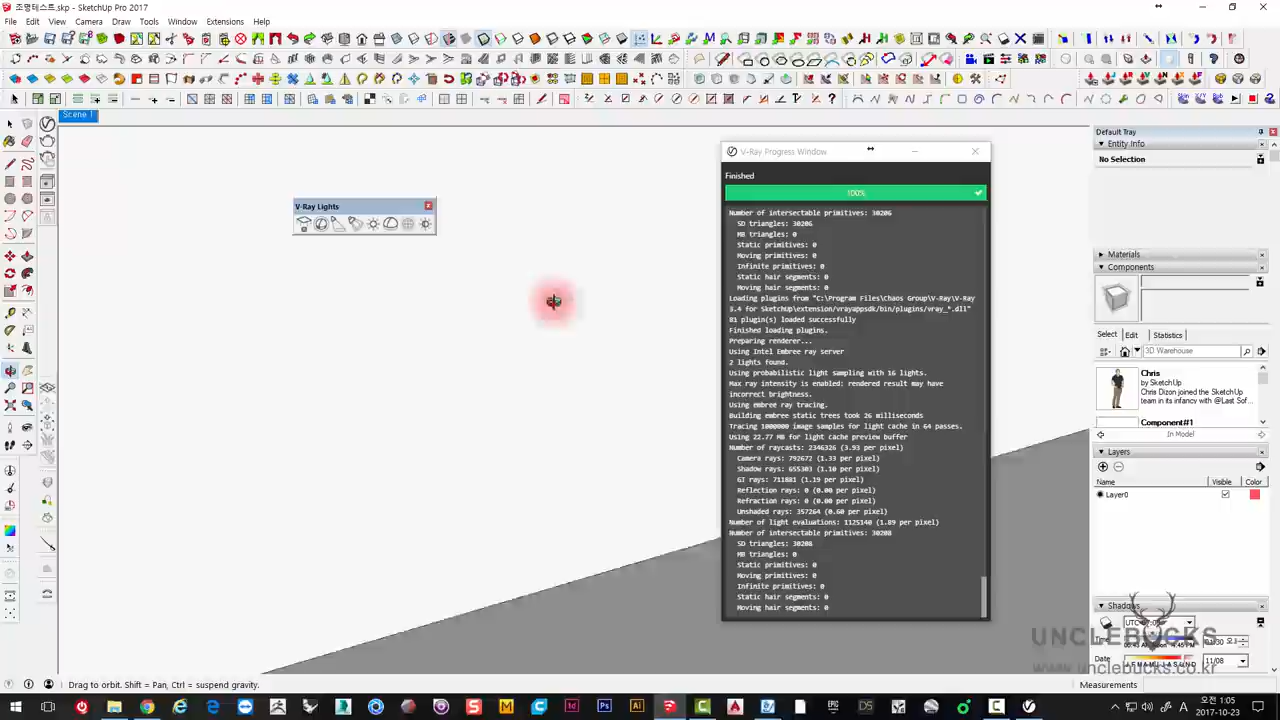 조명테스트.skp - SketchUp Pro 2017
File Edit View Camera Draw Tools Window Extensions Help
Scene 1
V-Ray Lights
V-Ray Progress Window
Finished
100%
Number of intersectable primitives: 30206
SD triangles: 30206
MB triangles: 0
Static primitives: 0
Moving primitives: 0
Infinite primitives: 0
Static hair segments: 0
Moving hair segments: 0
Loading plugins from "C:\Program Files\Chaos Group\V-Ray\V-Ray
3.4 for SketchUp\extension/vrayappsdk/bin/plugins/vray_*.dll"
81 plugin(s) loaded successfully
Finished loading plugins.
Preparing renderer...
Using Intel Embree ray server
2 lights found.
Using probabilistic light sampling with 16 lights.
Max ray intensity is enabled; rendered result may have
incorrect brightness.
Using embree ray tracing.
Building embree static trees took 26 milliseconds
Tracing 1000000 image samples for light cache in 64 passes.
Using 22.77 MB for light cache preview buffer
Number of raycasts: 2346326 (3.93 per pixel)
Camera rays: 792672 (1.33 per pixel)
Shadow rays: 655303 (1.10 per pixel)
GI rays: 711881 (1.19 per pixel)
Reflection rays: 0 (0.00 per pixel)
Refraction rays: 0 (0.00 per pixel)
Unshaded rays: 357264 (0.60 per pixel)
Number of light evaluations: 1125140 (1.89 per pixel)
Number of intersectable primitives: 30208
SD triangles: 30208
MB triangles: 0
Static primitives: 0
Moving primitives: 0
Infinite primitives: 0
Static hair segments: 0
Moving hair segments: 0
Default Tray
Entity Info
No Selection
Materials
Components
Select Edit Statistics
3D Warehouse
Chris
by SketchUp
Chris Dizon joined the SketchUp
team in its infancy with @Last Sof...
Component#1
In Model
Layers
Name Visible Color
Layer0
Shadows
Date
11/08
UNCLEBUCKS
www.unclebucks.co.kr
Drag to orbit. Shift = Pan, Ctrl = suspend gravity.
Measurements
오전 1:05
2017-10-23